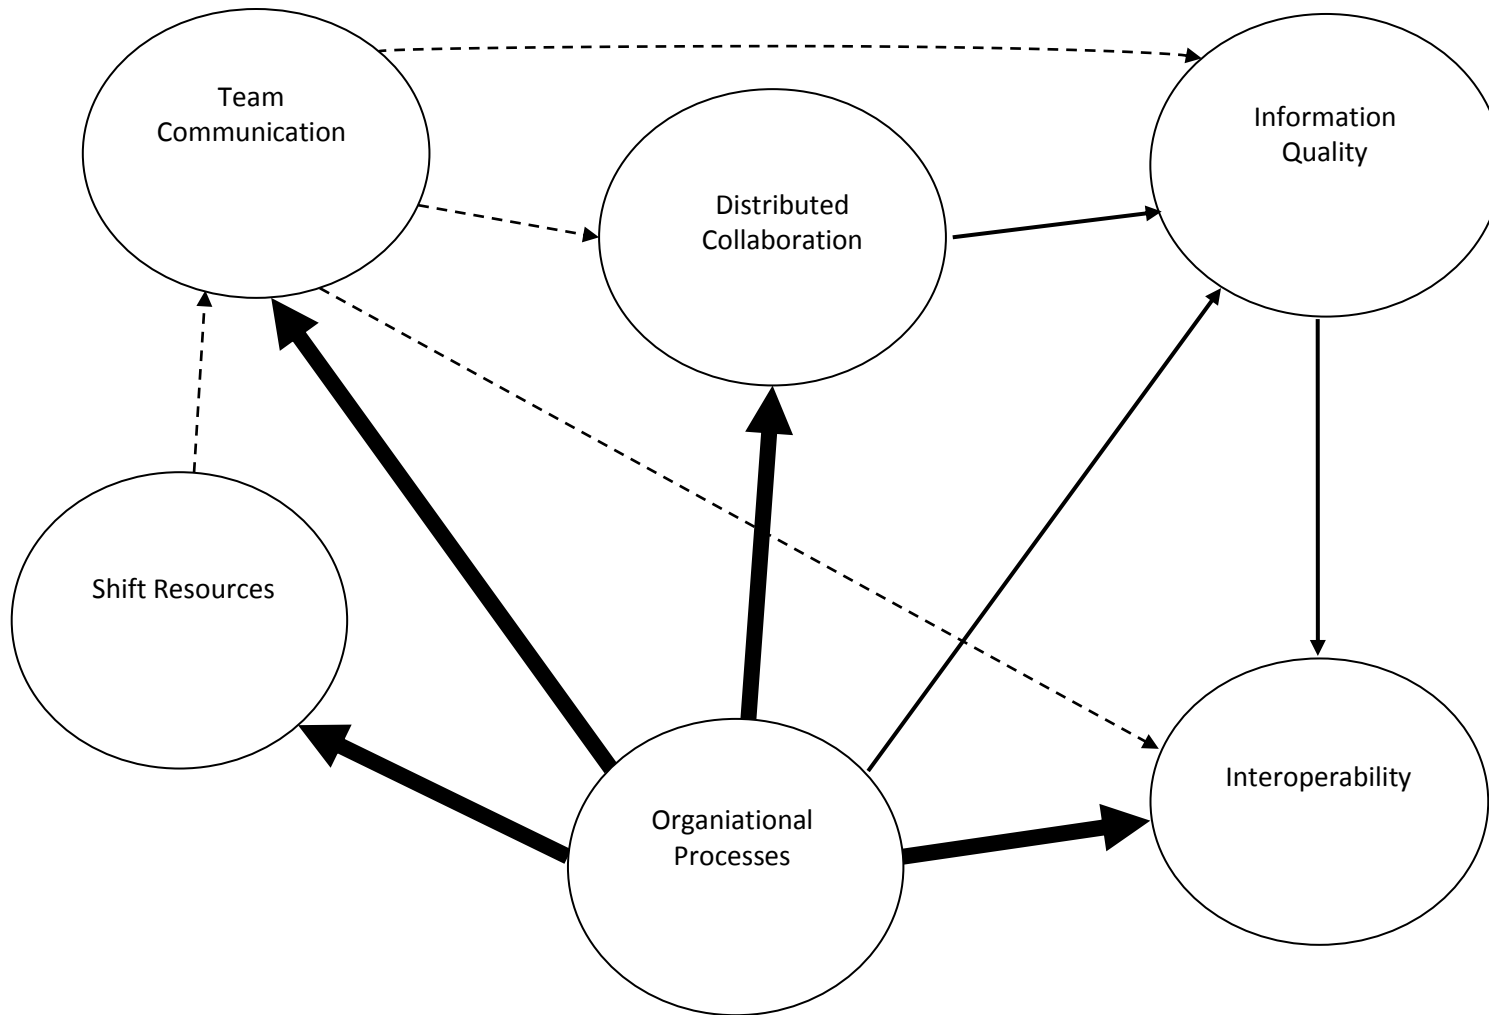 Team
Communication
Information
Quality
Distributed
Collaboration
Shift Resources
Interoperability
Organiational
Processes